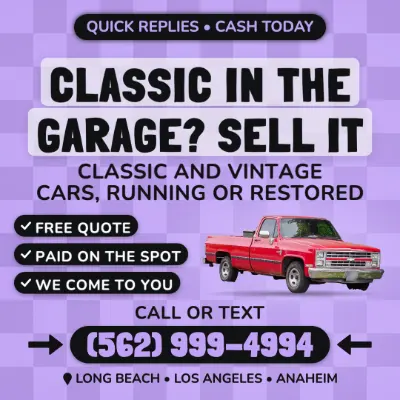 QUICK REPLIES • CASH TODAY
CLASSIC IN THE
GARAGE? SELL IT
CLASSIC AND VINTAGE
CARS, RUNNING OR RESTORED
FREE QUOTE
PAID ON THE SPOT
WE COME TO YOU
CALL OR TEXT
(562) 999-4994
LONG BEACH • LOS ANGELES • ANAHEIM